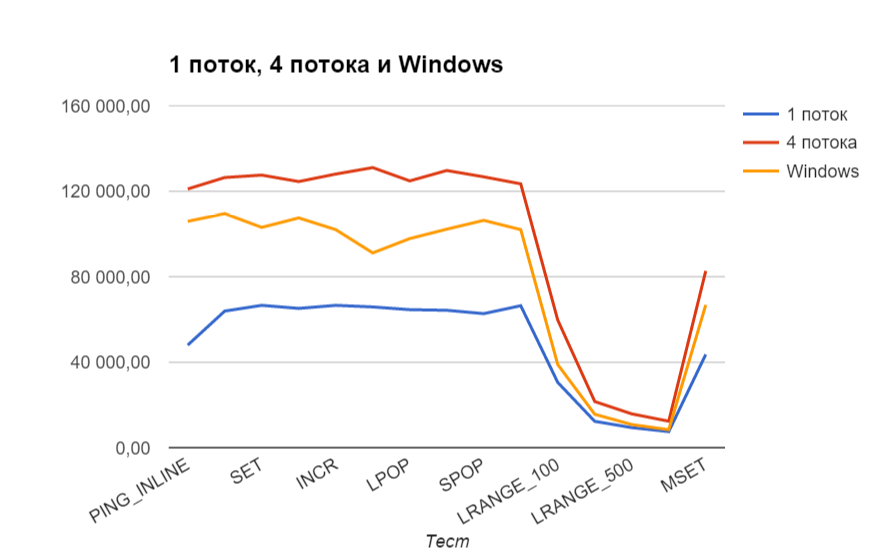 1 поток, 4 потока и Windows
160 000,00
120 000,00
80 000,00
40 000,00
0,00
1 поток
4 потока
Windows
PING_INLINE
SET
INCR
LPOP
SPOP
LRANGE_100
LRANGE_500
MSET
Тест